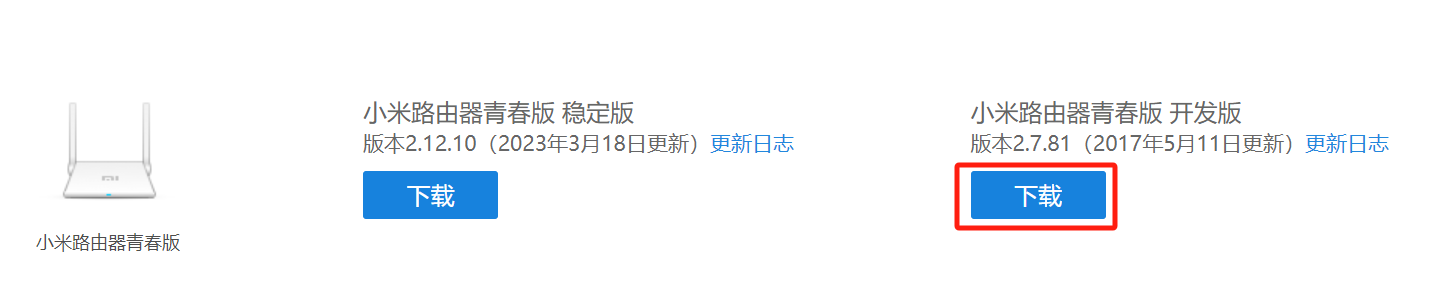 小米路由器青春版 稳定版
版本2.12.10（2023年3月18日更新）更新日志
下载
小米路由器青春版 开发版
版本2.7.81（2017年5月11日更新）更新日志
下载
小米路由器青春版